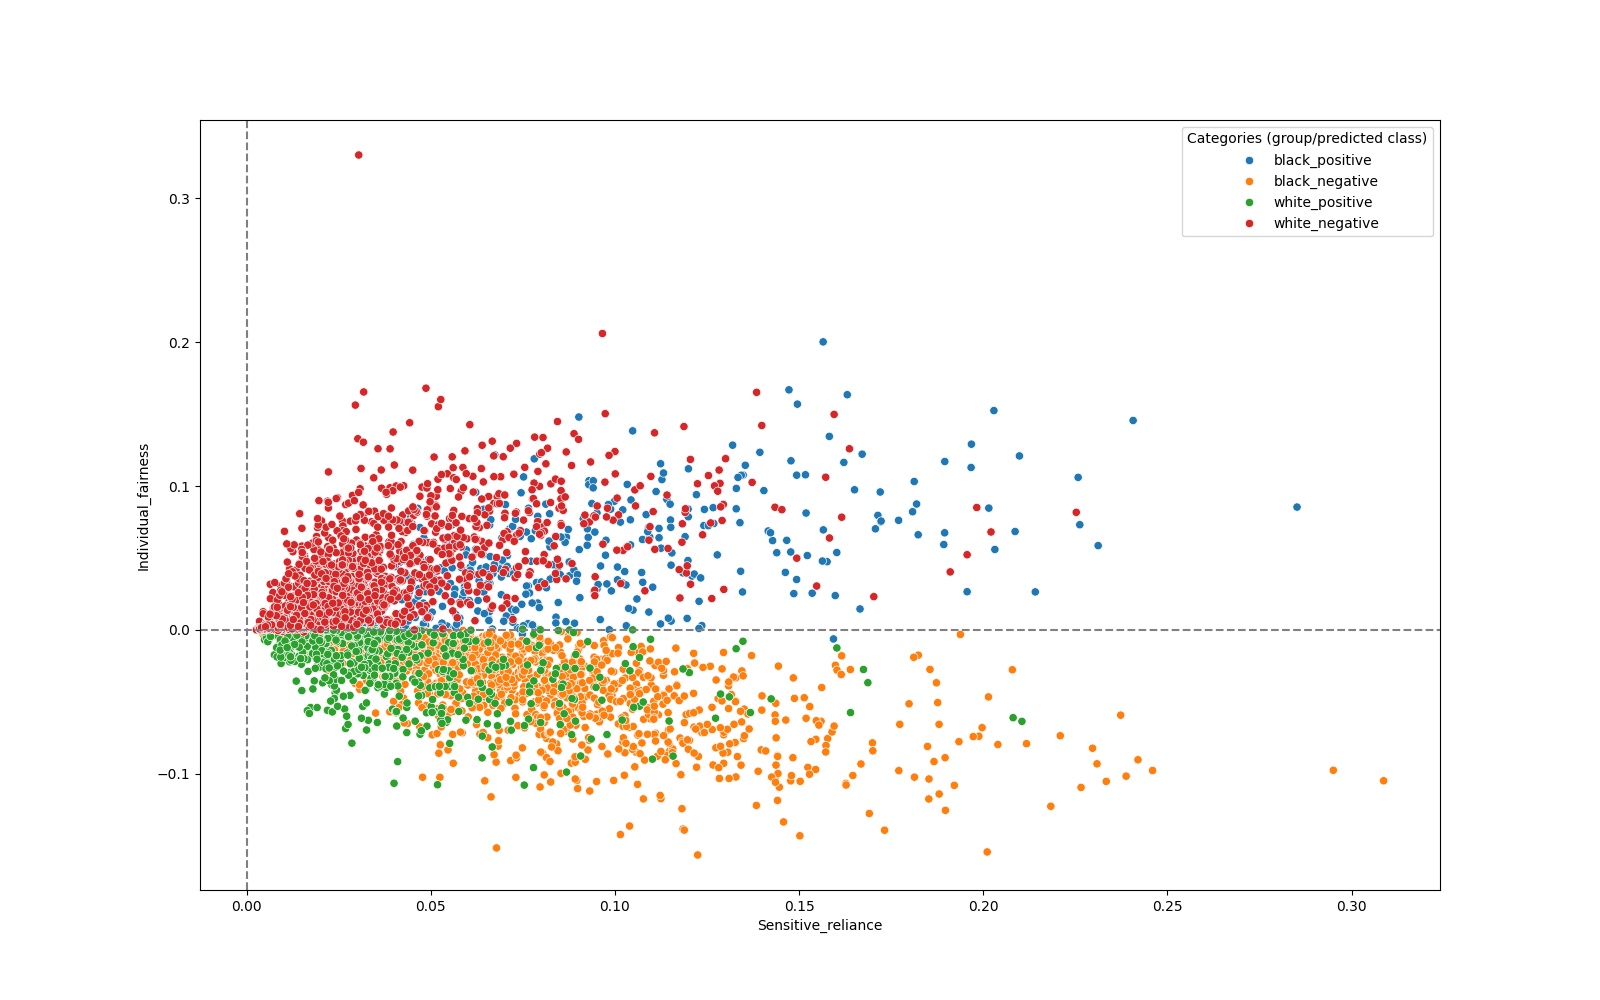 Categories (group/predicted class)
black_positive
black_negative
white_positive
white_negative
Individual_fairness
0.3
0.2
0.1
0.0
−0.1
0.00 0.05 0.10 0.15 0.20 0.25 0.30
Sensitive_reliance